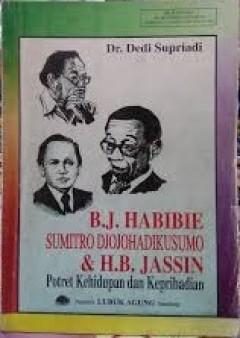 Dr. Dedi Supriadi
B.J. HABIBIE
SUMITRO DJOJOHADIKUSUMO
& H.B. JASSIN
Potret Kehidupan dan Kepribadian
LUBUK AGUNG